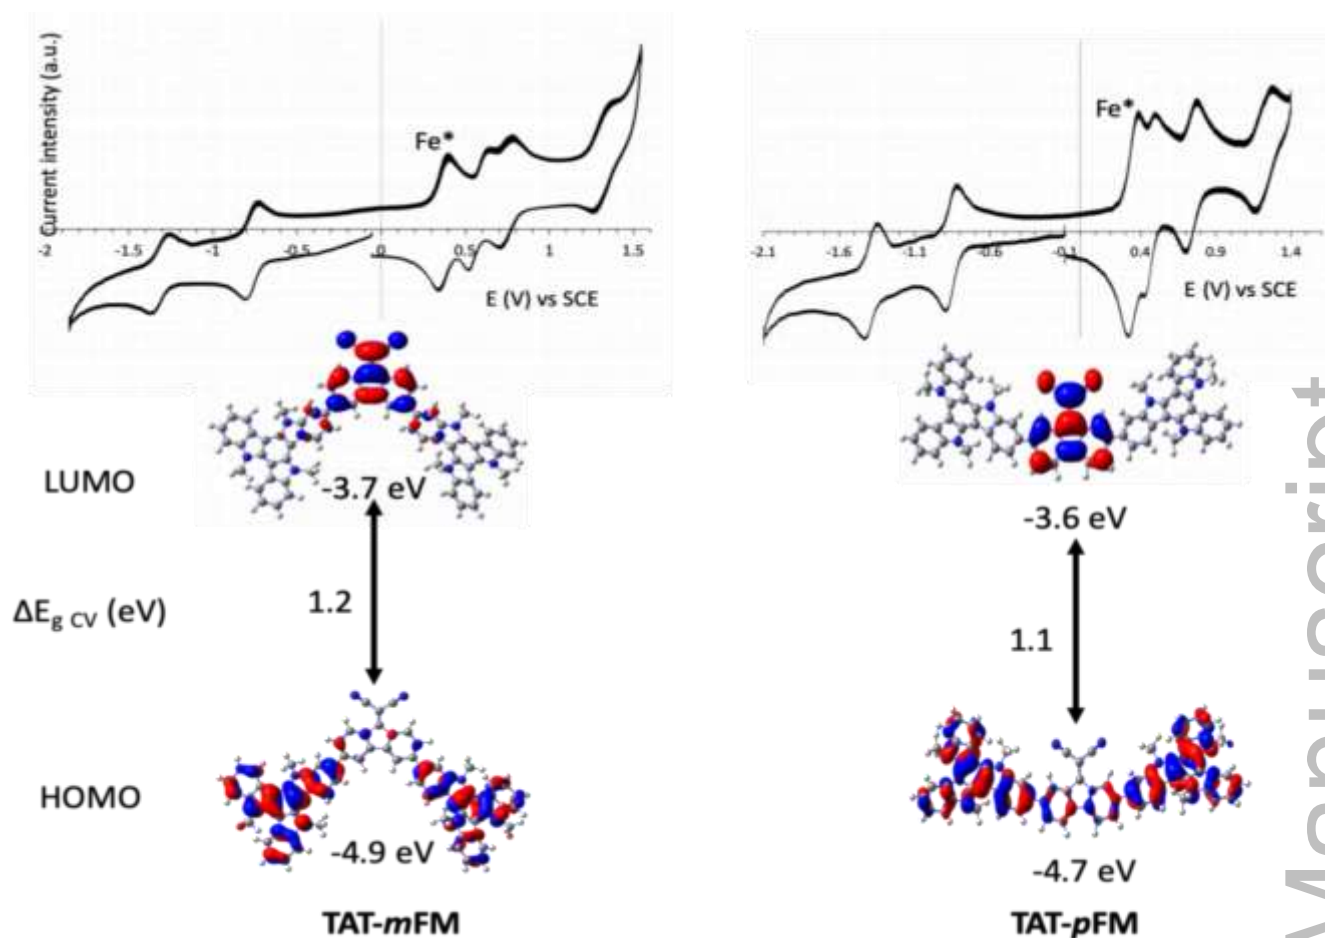 Current intensity (a.u.)
Fe*
-2 -1.5 -1 -0.5 0 0.5 1 1.5
E (V) vs SCE
Fe*
-2.1 -1.6 -1.1 -0.6 -0.1 0.4 0.9 1.4
E (V) vs SCE
LUMO
-3.7 eV
-3.6 eV
ΔEg CV (eV)
1.2
1.1
HOMO
-4.9 eV
-4.7 eV
TAT-mFM
TAT-pFM
Manuscript